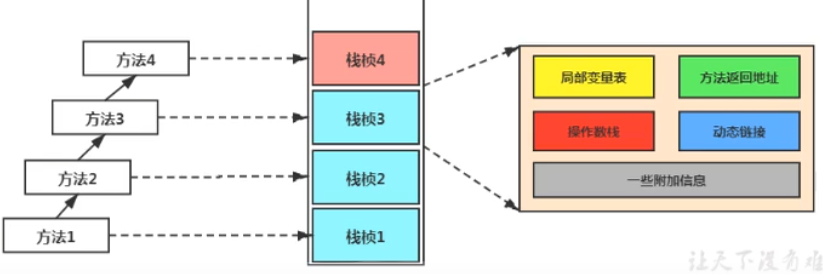 方法4
方法3
方法2
方法1
栈桢4
栈桢3
栈桢2
栈桢1
局部变量表
方法返回地址
操作数栈
动态链接
一些附加信息
让天下没有难